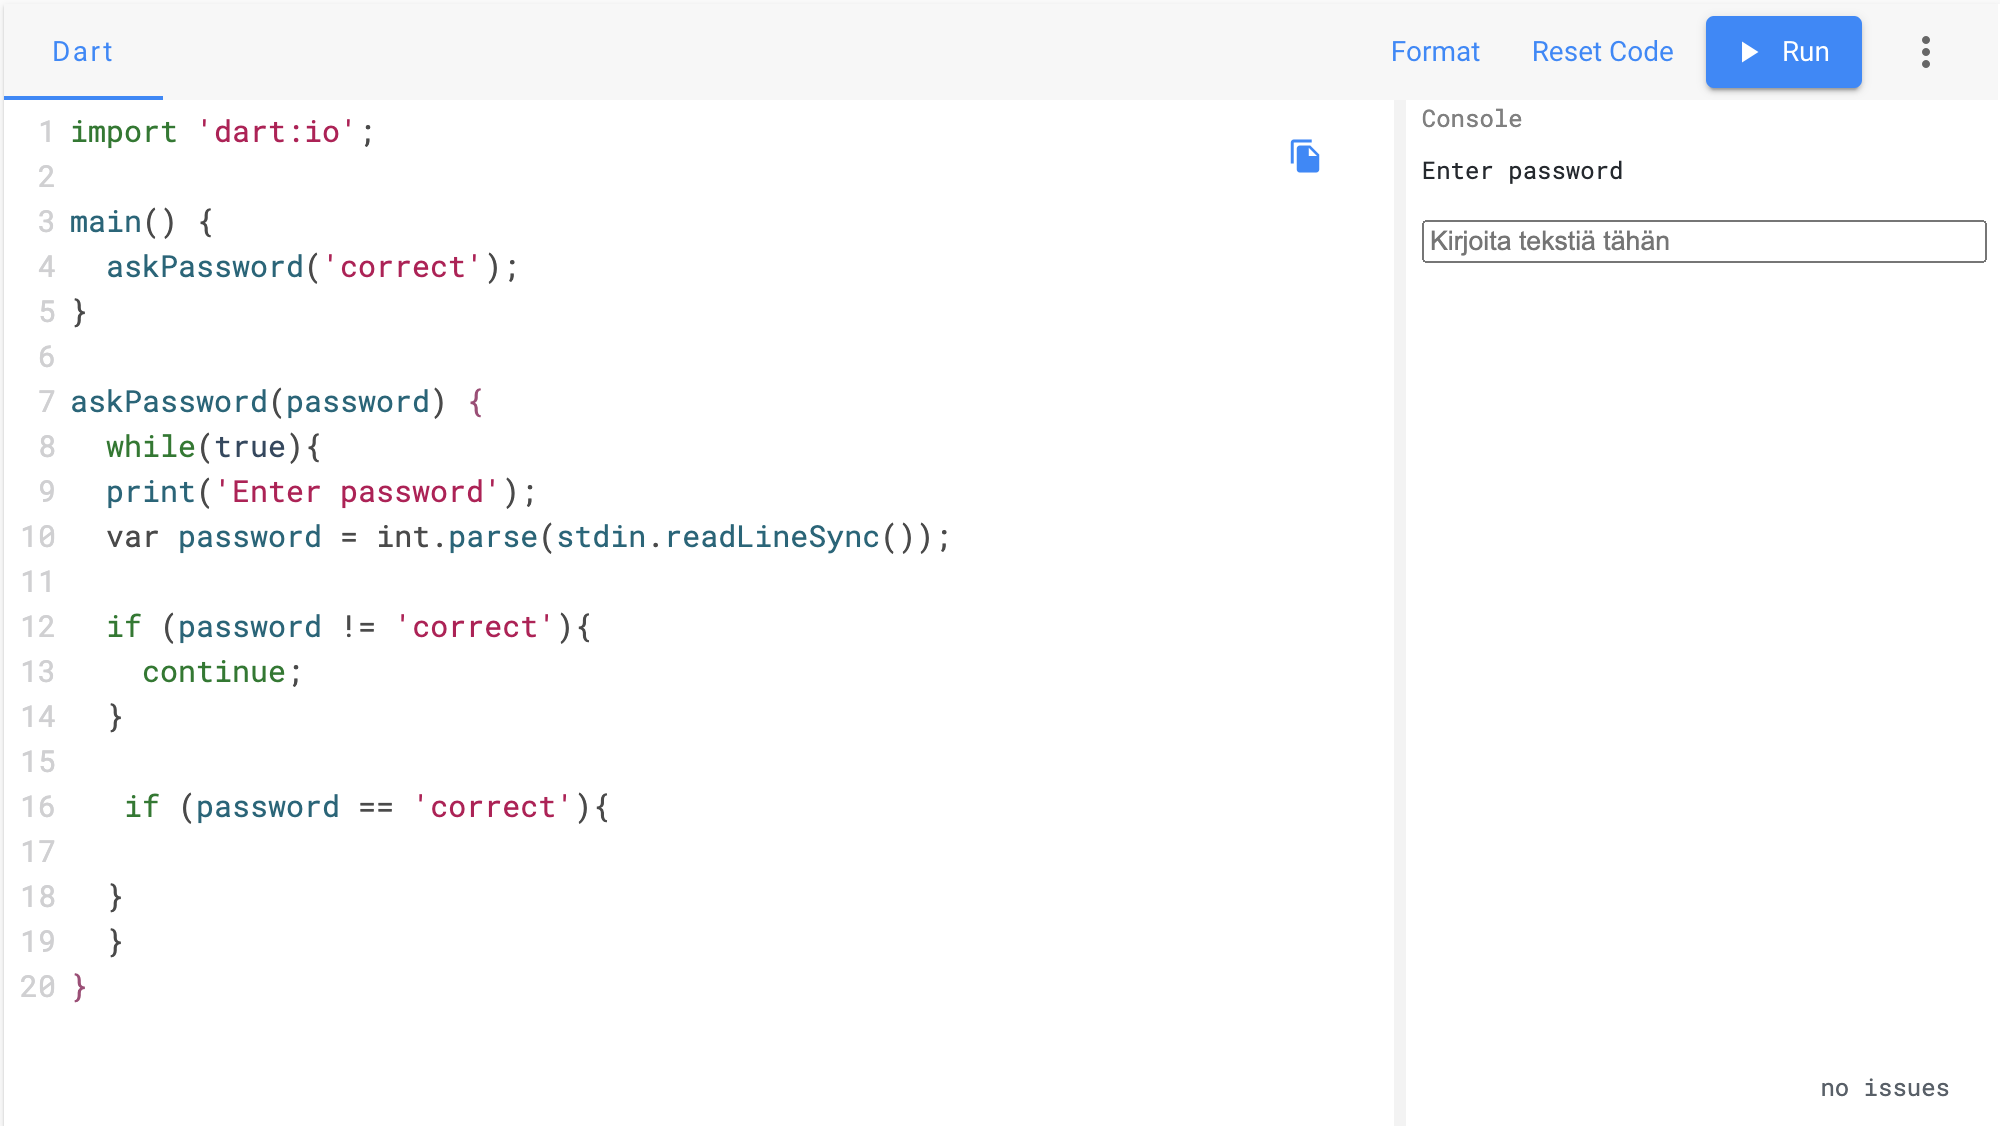 Dart
Format
Reset Code
Run
1 import 'dart:io';
2
3 main() {
4   askPassword('correct');
5 }
6
7 askPassword(password) {
8   while(true){
9   print('Enter password');
10   var password = int.parse(stdin.readLineSync());
11
12   if (password != 'correct'){
13     continue;
14   }
15
16    if (password == 'correct'){
17
18   }
19   }
20 }
Console
Enter password
Kirjoita tekstiä tähän
no issues